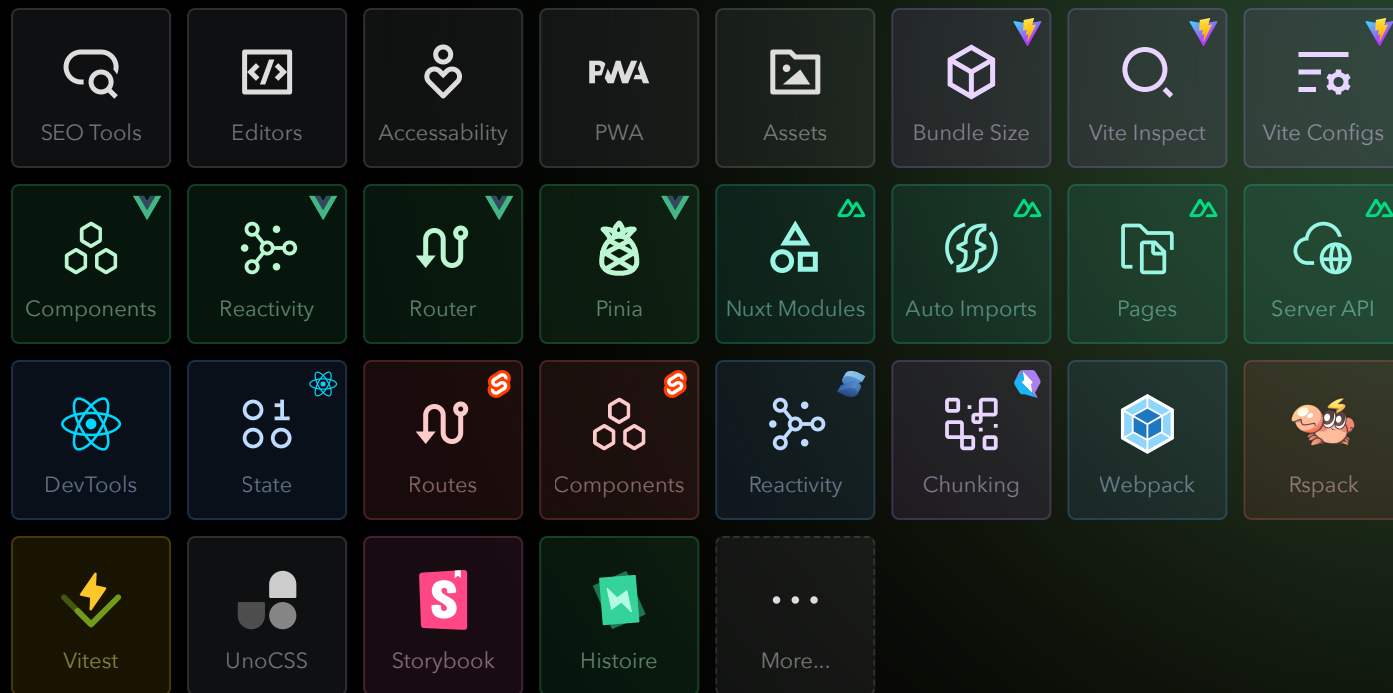 SEO Tools
Editors
Accessability
PWA
PWA
Assets
Bundle Size
Vite Inspect
Vite Configs
Components
Reactivity
Router
Pinia
Nuxt Modules
Auto Imports
Pages
Server API
DevTools
State
Routes
Components
Reactivity
Chunking
Webpack
Rspack
Vitest
UnoCSS
Storybook
Histoire
More...